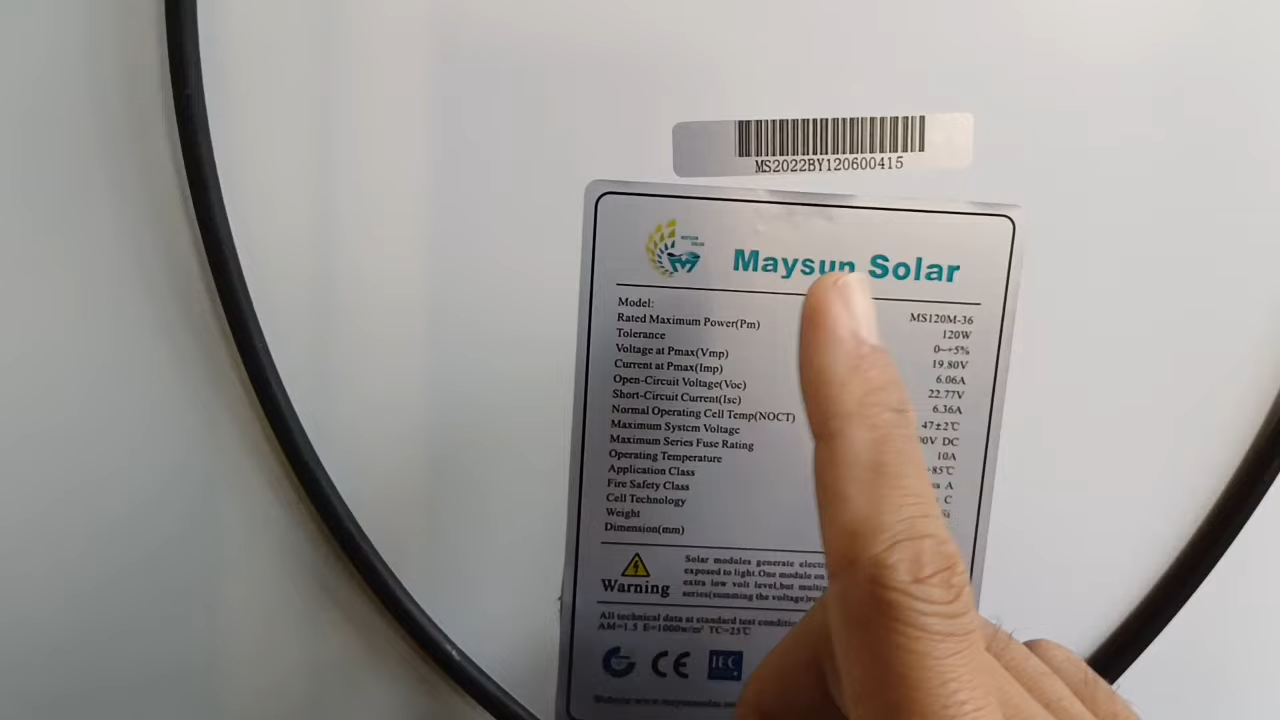 MS2022BY120600415
MAYSUN SOLAR
Maysun Solar
Model: MS120M-36
Rated Maximum Power(Pm) 120W
Tolerance 0~+5%
Voltage at Pmax(Vmp) 19.80V
Current at Pmax(Imp) 6.06A
Open-Circuit Voltage(Voc) 22.77V
Short-Circuit Current(Isc) 6.36A
Normal Operating Cell Temp(NOCT) 47±2℃
Maximum System Voltage V DC
Maximum Series Fuse Rating 10A
Operating Temperature +85℃
Application Class A
Fire Safety Class C
Cell Technology
Weight
Dimension(mm)
Warning
Solar modules generate
exposed to light.One module on
extra low volt level,but
series(summing the voltage)
All technical data at standard test
AM=1.5 E=1000w/m² TC=25℃
CE IEC